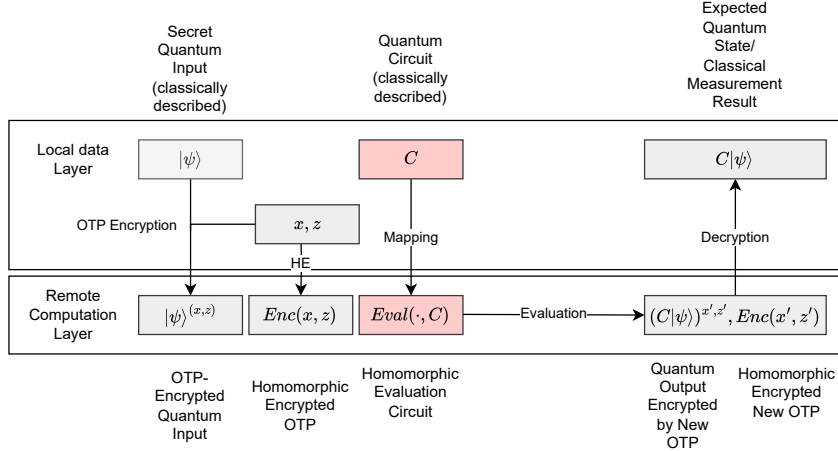 Secret
Quantum
Input
(classically
described)
Quantum
Circuit
(classically
described)
Expected
Quantum
State/
Classical
Measurement
Result
Local data
Layer
|ψ⟩
C
C|ψ⟩
OTP Encryption
x, z
Mapping
Decryption
HE
Remote
Computation
Layer
|ψ⟩^(x,z)
Enc(x, z)
Eval(·, C)
Evaluation
(C|ψ⟩)^x′,z′, Enc(x′, z′)
OTP-
Encrypted
Quantum
Input
Homomorphic
Encrypted
OTP
Homomorphic
Evaluation
Circuit
Quantum
Output
Encrypted
by New
OTP
Homomorphic
Encrypted
New OTP